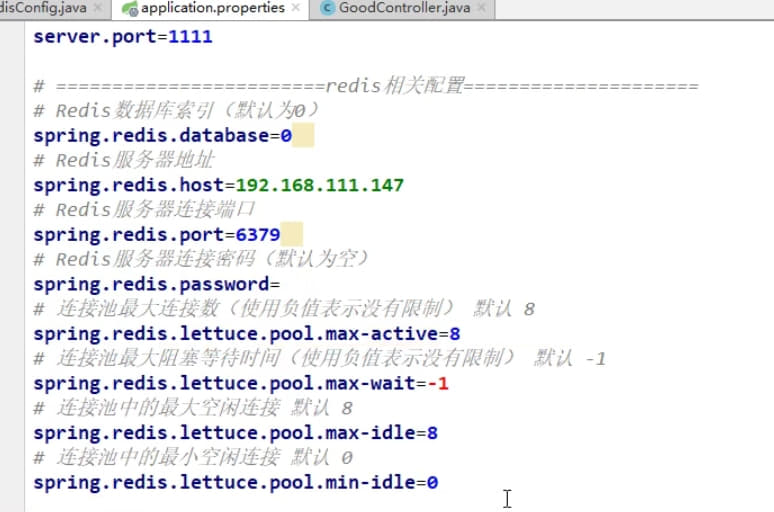 disConfig.java × application.properties × C GoodController.java ×
server.port=1111
# ========================redis相关配置=====================
# Redis数据库索引（默认为0）
spring.redis.database=0
# Redis服务器地址
spring.redis.host=192.168.111.147
# Redis服务器连接端口
spring.redis.port=6379
# Redis服务器连接密码（默认为空）
spring.redis.password=
# 连接池最大连接数（使用负值表示没有限制） 默认 8
spring.redis.lettuce.pool.max-active=8
# 连接池最大阻塞等待时间（使用负值表示没有限制） 默认 -1
spring.redis.lettuce.pool.max-wait=-1
# 连接池中的最大空闲连接 默认 8
spring.redis.lettuce.pool.max-idle=8
# 连接池中的最小空闲连接 默认 0
spring.redis.lettuce.pool.min-idle=0